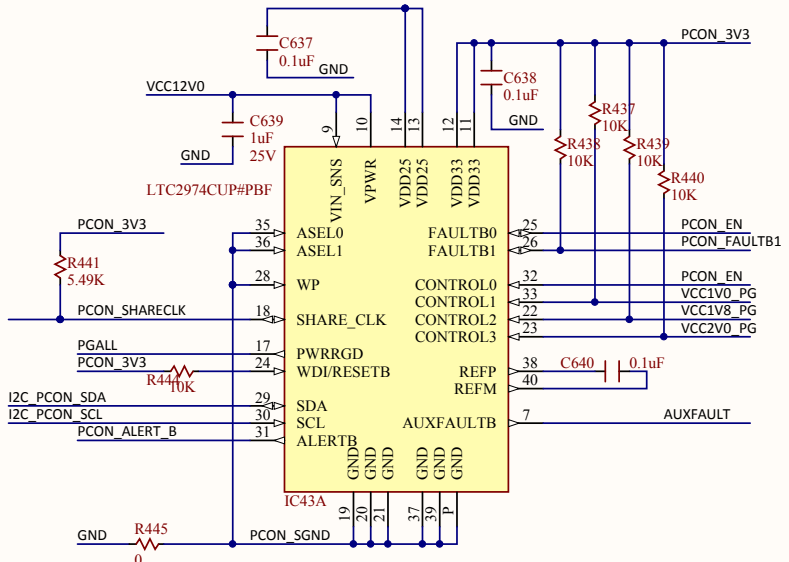 C637
0.1uF
GND
PCON_3V3
VCC12V0
C638
0.1uF
GND
C639
1uF
25V
GND
R437
10K
R438
10K
R439
10K
R440
10K
9
10
14
13
12
11
VIN_SNS
VPWR
VDD25
VDD25
VDD33
VDD33
LTC2974CUP#PBF
PCON_3V3
R441
5.49K
35
ASEL0
36
ASEL1
28
WP
PCON_SHARECLK
18
SHARE_CLK
PGALL
17
PWRRGD
PCON_3V3
R444
10K
24
WDI/RESETB
I2C_PCON_SDA
29
SDA
I2C_PCON_SCL
30
SCL
PCON_ALERT_B
31
ALERTB
FAULTB0
25
PCON_EN
FAULTB1
26
PCON_FAULTB1
CONTROL0
32
PCON_EN
CONTROL1
33
VCC1V0_PG
CONTROL2
22
VCC1V8_PG
CONTROL3
23
VCC2V0_PG
REFP
38
C640
0.1uF
REFM
40
AUXFAULTB
7
AUXFAULT
GND
GND
GND
GND
GND
GND
IC43A
19
20
21
37
39
P
GND
R445
0
PCON_SGND